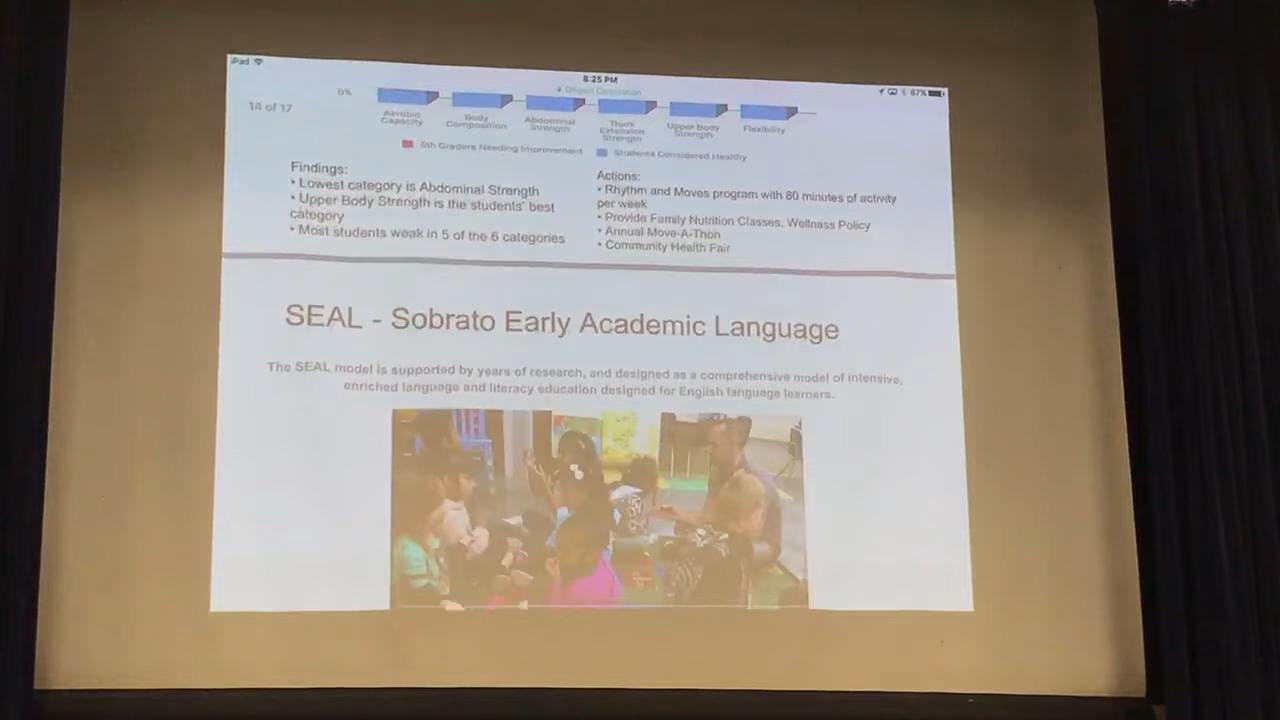 iPad
8:25 PM
87%
Diligent Corporation
14 of 17
0%
Aerobic
Capacity
Body
Composition
Abdominal
Strength
Trunk
Extension
Strength
Upper Body
Strength
Flexibility
5th Graders Needing Improvement
Students Considered Healthy
Findings:
• Lowest category is Abdominal Strength
• Upper Body Strength is the students' best
category
• Most students weak in 5 of the 6 categories
Actions:
• Rhythm and Moves program with 80 minutes of activity
per week
• Provide Family Nutrition Classes, Wellness Policy
• Annual Move-A-Thon
• Community Health Fair
SEAL - Sobrato Early Academic Language
The SEAL model is supported by years of research, and designed as a comprehensive model of intensive,
enriched language and literacy education designed for English language learners.